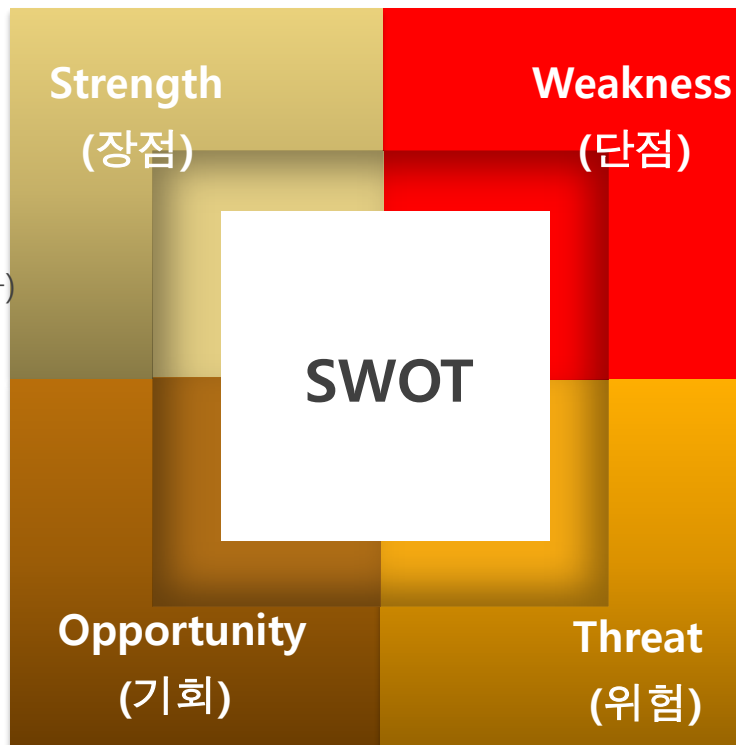 Strength
(장점)
Weakness
(단점)
)
SWOT
Opportunity
(기회)
Threat
(위험)